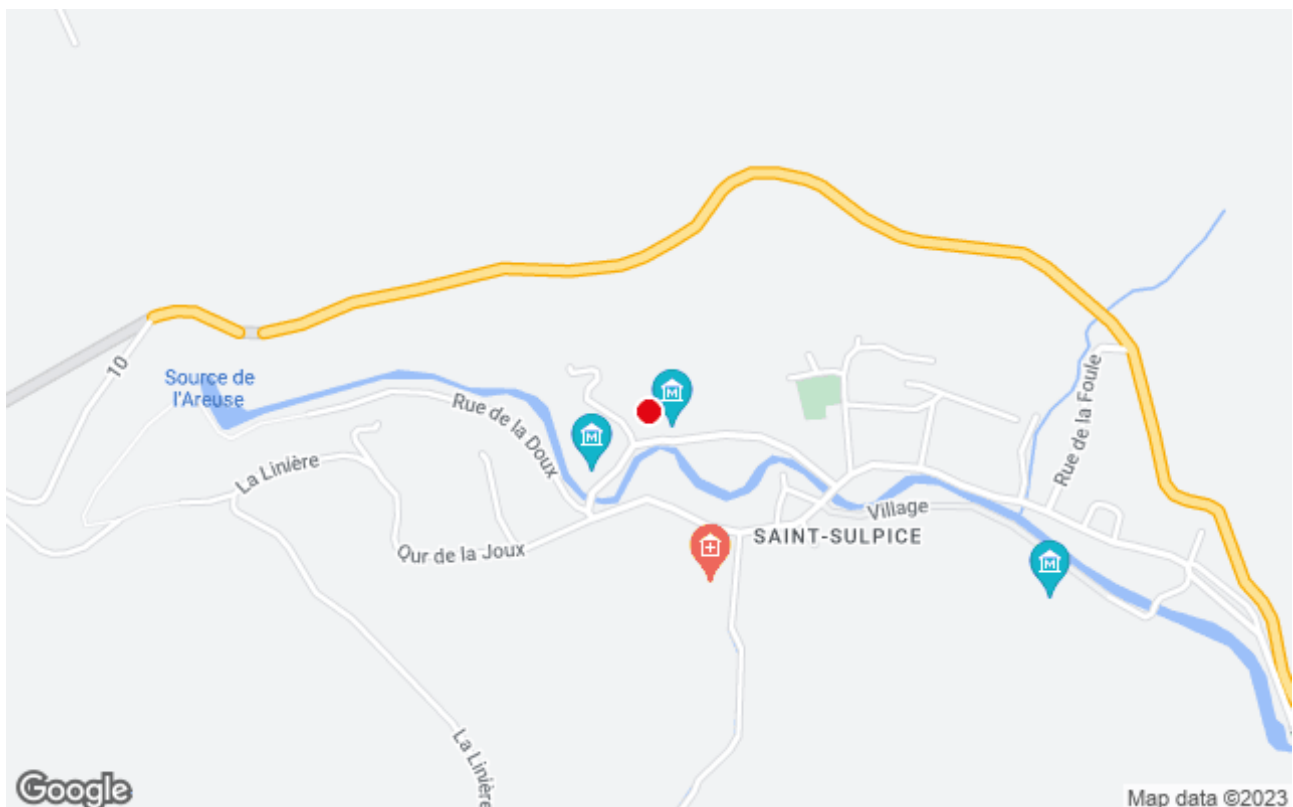 10
Source de
l'Areuse
Rue de la Doux
La Linière
Rue de la Foule
Village
SAINT-SULPICE
Qur de la Joux
La Linière
M
M
M
Google
Map data ©2023